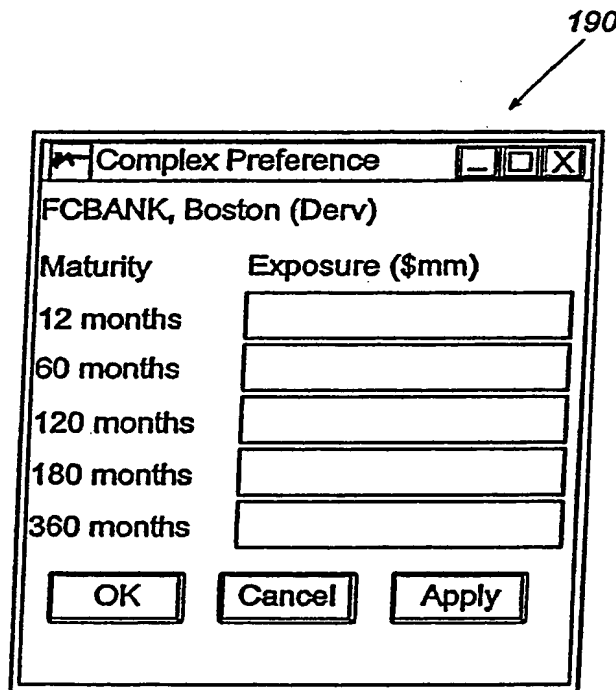 190
Complex Preference
FCBANK, Boston (Derv)
Maturity Exposure ($mm)
12 months
60 months
120 months
180 months
360 months
OK Cancel Apply